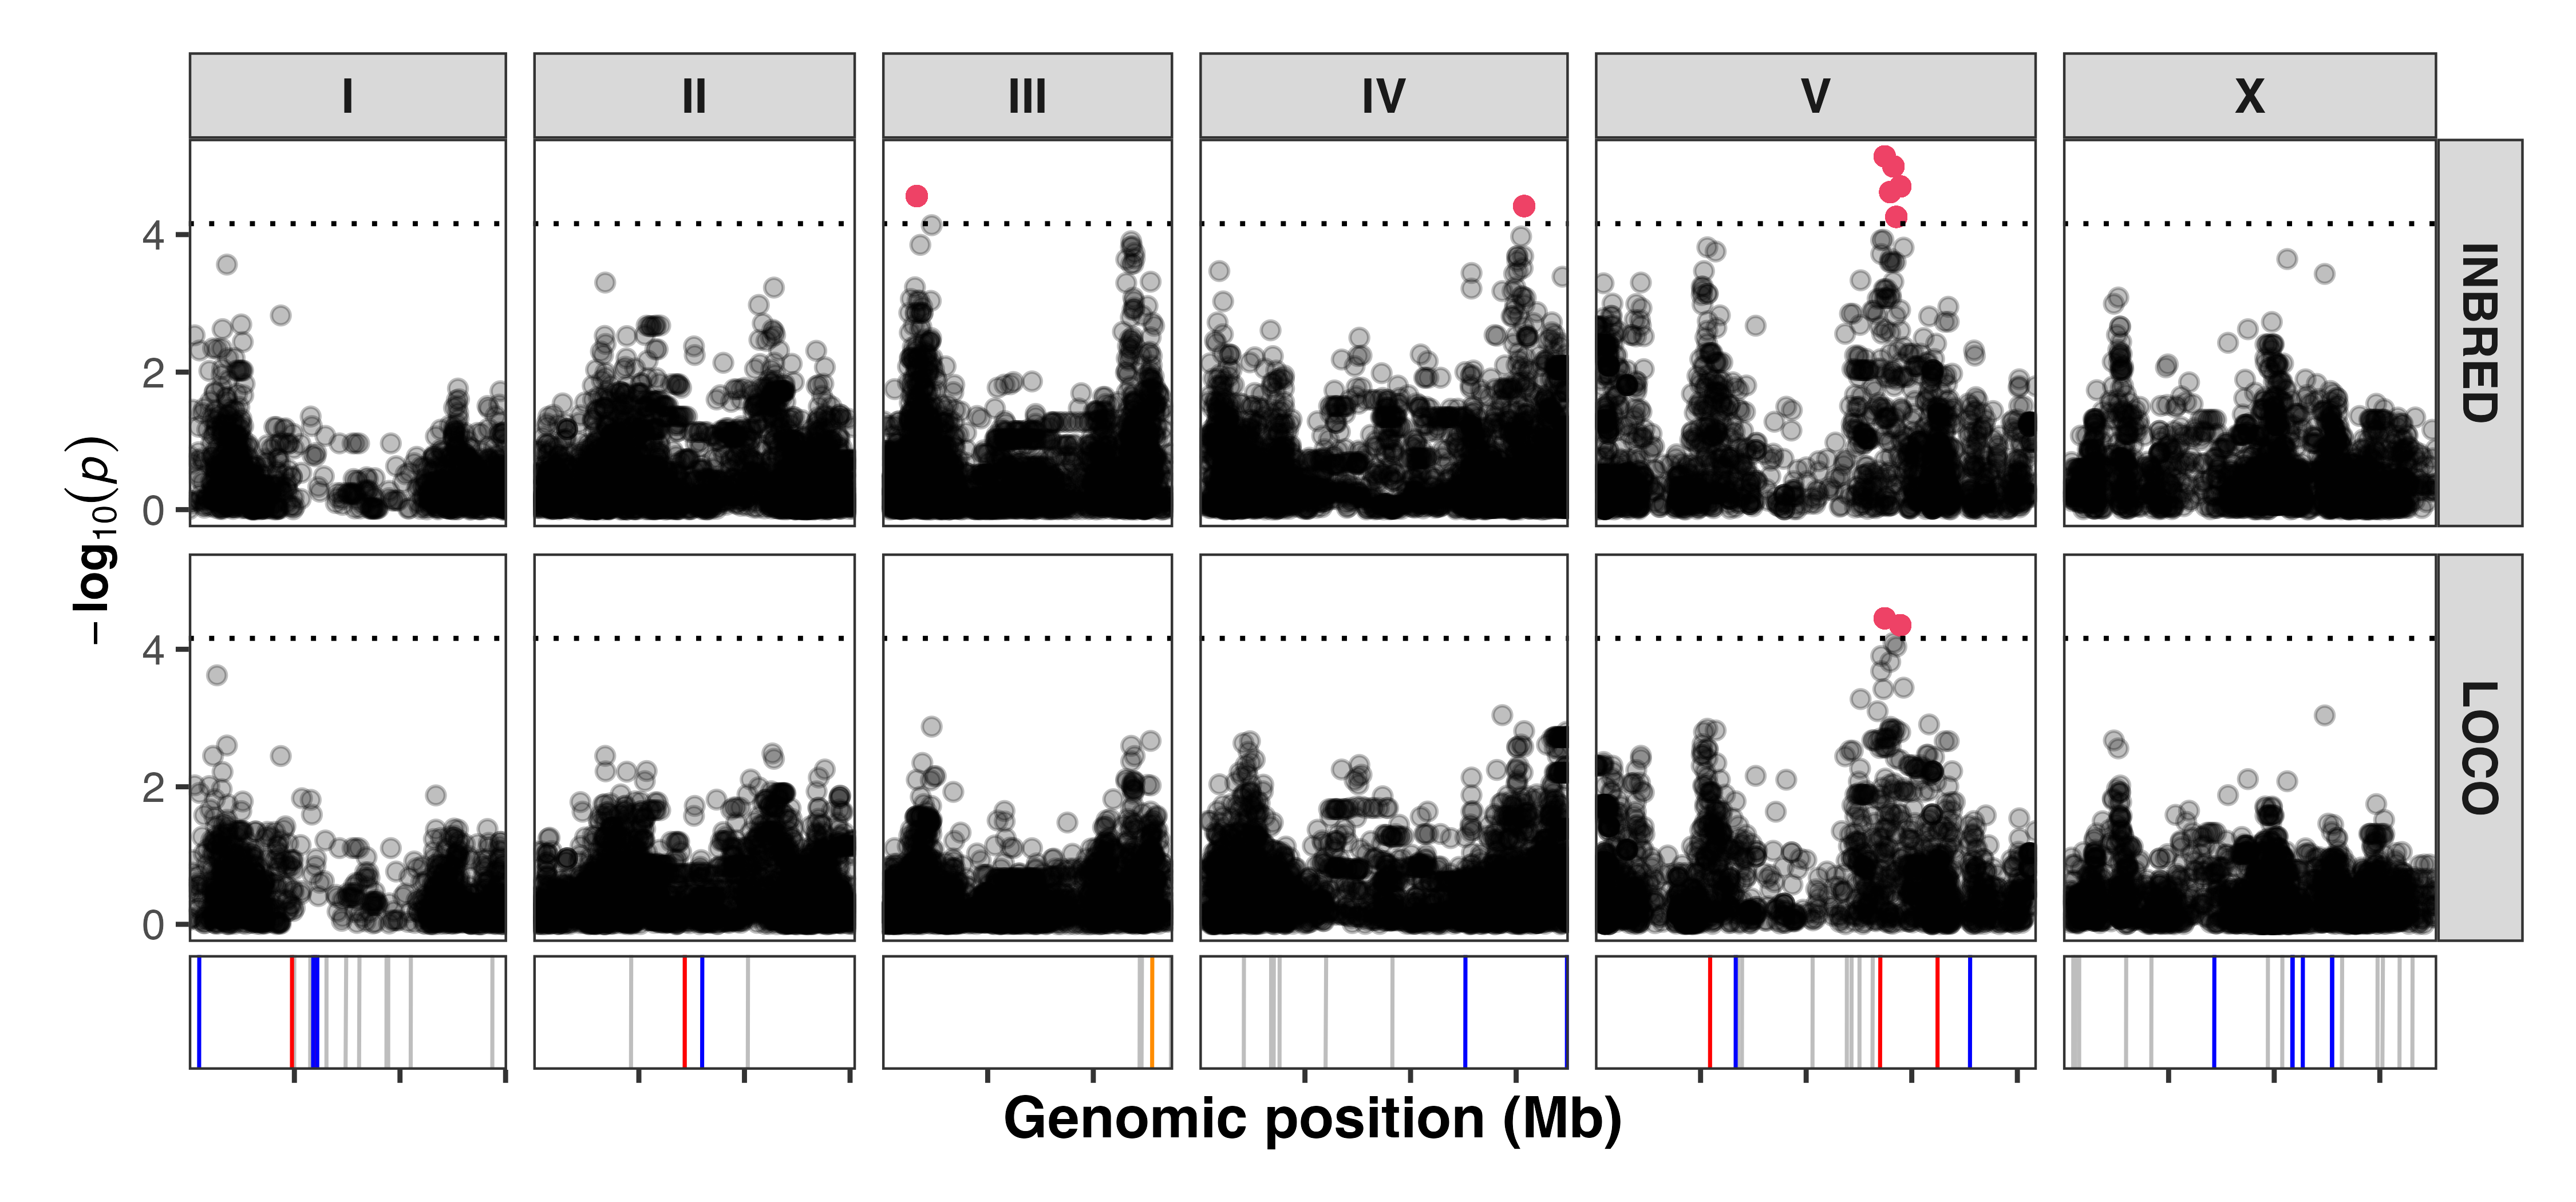 I II III IV V X
4
2
0
INBRED
−log10(p)
4
2
0
LOCO
Genomic position (Mb)